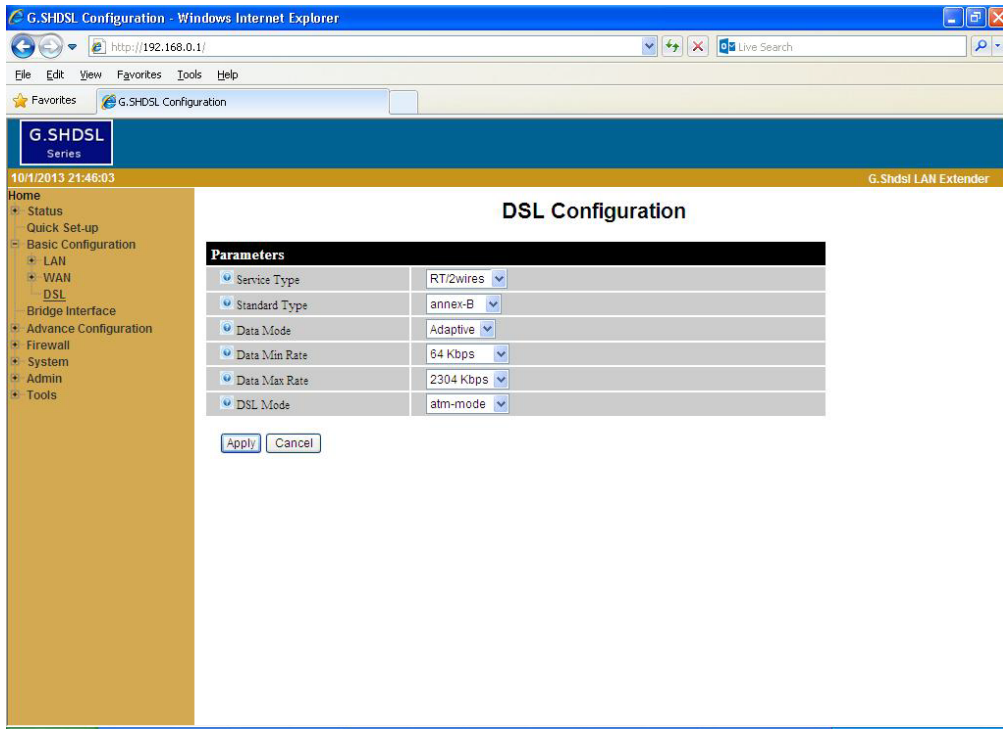 G.SHDSL Configuration - Windows Internet Explorer
http://192.168.0.1/
Live Search
File Edit View Favorites Tools Help
Favorites
G.SHDSL Configuration
G.SHDSL
Series
10/1/2013 21:46:03
G.Shdsl LAN Extender
Home
Status
Quick Set-up
Basic Configuration
LAN
WAN
DSL
Bridge Interface
Advance Configuration
Firewall
System
Admin
Tools
DSL Configuration
Parameters
Service Type RT/2wires
Standard Type annex-B
Data Mode Adaptive
Data Min Rate 64 Kbps
Data Max Rate 2304 Kbps
DSL Mode atm-mode
Apply Cancel